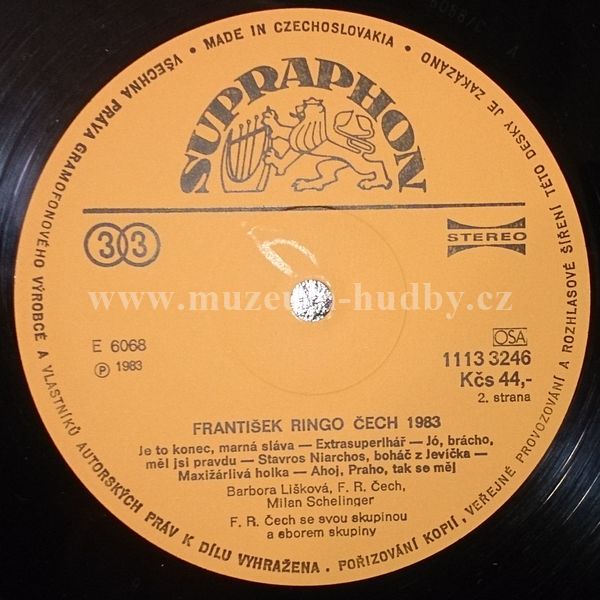 VŠECHNA PRÁVA GRAMOFONOVÉHO VÝROBCE A VLASTNÍKŮ AUTORSKÝCH PRÁV K DÍLU VYHRAŽENA. POŘIZOVÁNÍ KOPIÍ, VEŘEJNÉ PROVOZOVÁNÍ A ROZHLASOVÉ ŠÍŘENÍ TÉTO DESKY JE ZAKÁZÁNO
• MADE IN CZECHOSLOVAKIA •
SUPRAPHON
33
STEREO
www.muzeum-hudby.cz
E 6068
Ⓟ 1983
OSA
1113 3246
Kčs 44,-
2. strana
FRANTIŠEK RINGO ČECH 1983
Je to konec, marná sláva — Extrasuperlhář — Jó, brácho,
měl jsi pravdu — Stavros Niarchos, boháč z Jevíčka —
Maxižárlivá holka — Ahoj, Praho, tak se měj
Barbora Lišková, F. R. Čech,
Milan Schelinger
F. R. Čech se svou skupinou
a sborem skupiny